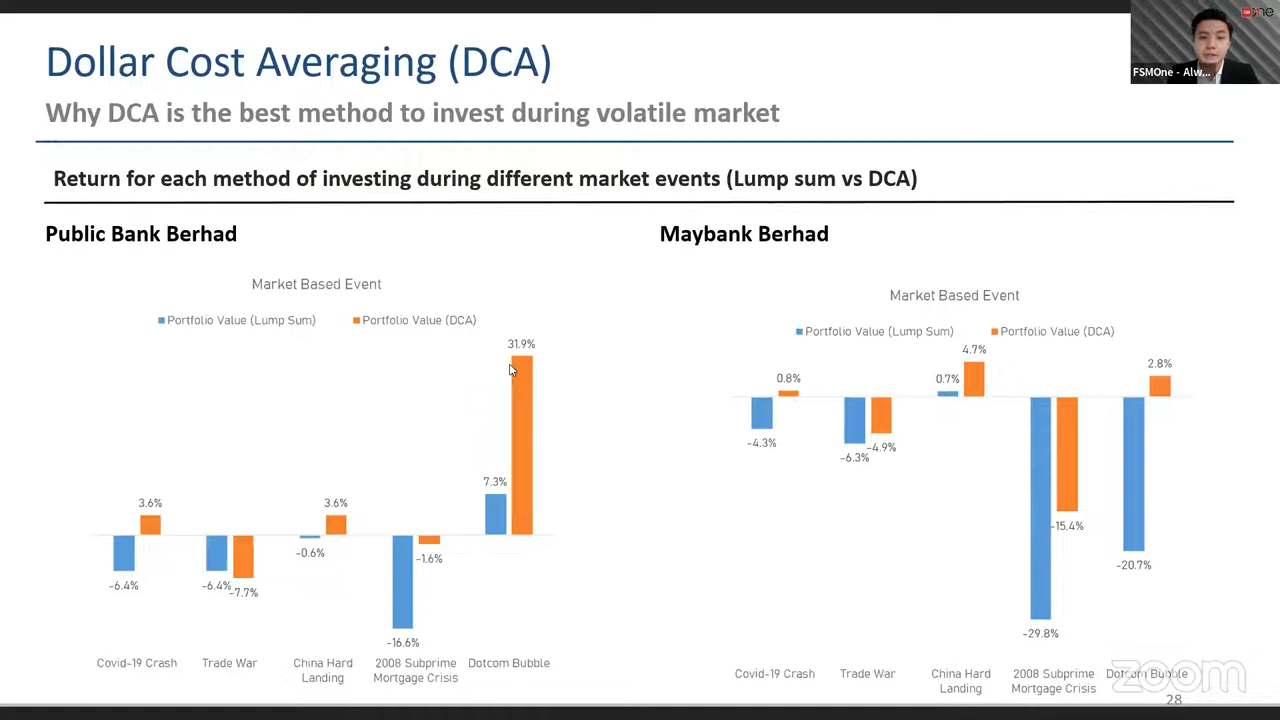 Dollar Cost Averaging (DCA)
Why DCA is the best method to invest during volatile market
FSMOne - Alw...
Return for each method of investing during different market events (Lump sum vs DCA)
Public Bank Berhad
Market Based Event
Portfolio Value (Lump Sum)
Portfolio Value (DCA)
31.9%
7.3%
3.6%
3.6%
-0.6%
-1.6%
-6.4%
-6.4%
-7.7%
-16.6%
Covid-19 Crash
Trade War
China Hard
Landing
2008 Subprime
Mortgage Crisis
Dotcom Bubble
Maybank Berhad
Market Based Event
Portfolio Value (Lump Sum)
Portfolio Value (DCA)
4.7%
2.8%
0.8%
0.7%
-4.3%
-4.9%
-6.3%
-15.4%
-20.7%
-29.8%
Covid-19 Crash
Trade War
China Hard
Landing
2008 Subprime
Mortgage Crisis
Dotcom Bubble
zoom
28